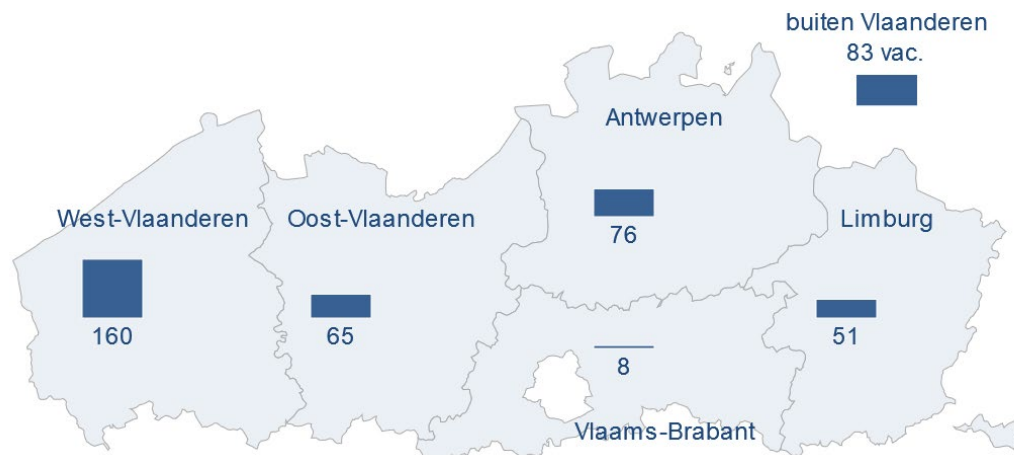 buiten Vlaanderen
83 vac.
Antwerpen
76
West-Vlaanderen
160
Oost-Vlaanderen
65
Limburg
51
8
Vlaams-Brabant